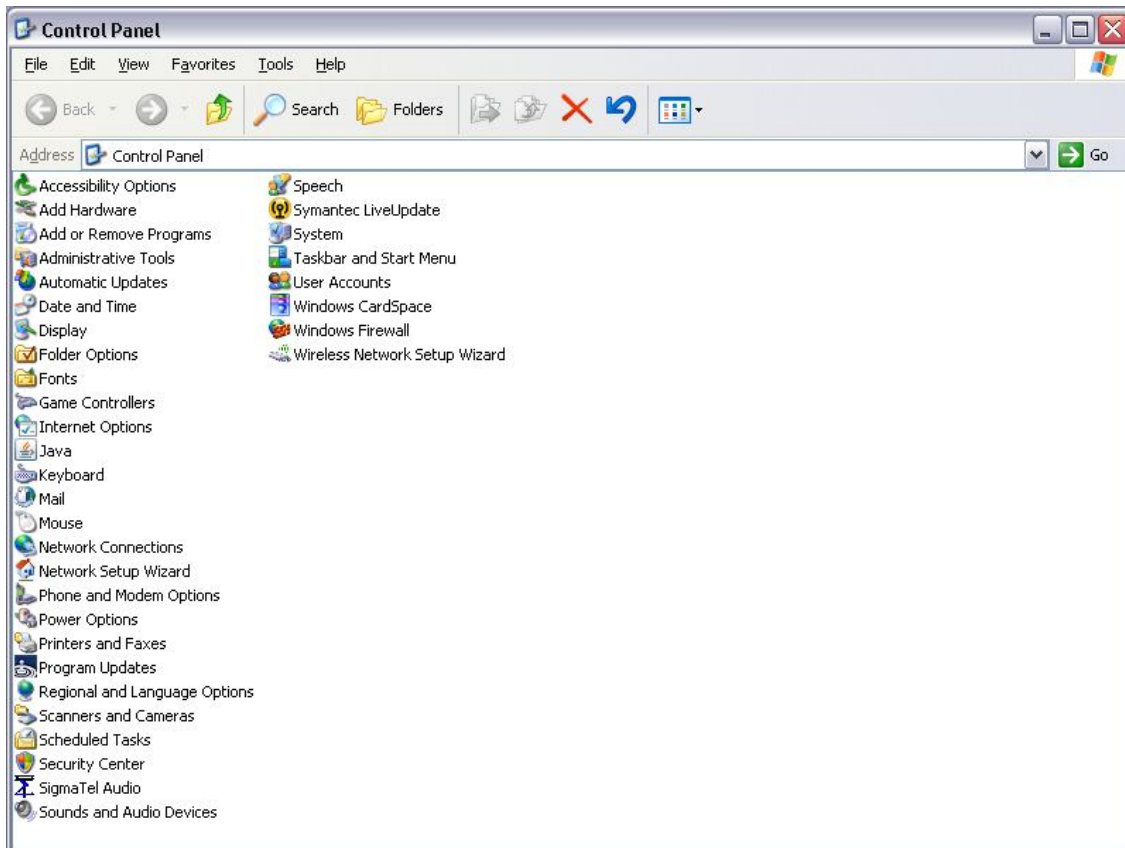 Control Panel
File Edit View Favorites Tools Help
Back Search Folders
Address Control Panel Go
Accessibility Options
Add Hardware
Add or Remove Programs
Administrative Tools
Automatic Updates
Date and Time
Display
Folder Options
Fonts
Game Controllers
Internet Options
Java
Keyboard
Mail
Mouse
Network Connections
Network Setup Wizard
Phone and Modem Options
Power Options
Printers and Faxes
Program Updates
Regional and Language Options
Scanners and Cameras
Scheduled Tasks
Security Center
SigmaTel Audio
Sounds and Audio Devices
Speech
Symantec LiveUpdate
System
Taskbar and Start Menu
User Accounts
Windows CardSpace
Windows Firewall
Wireless Network Setup Wizard